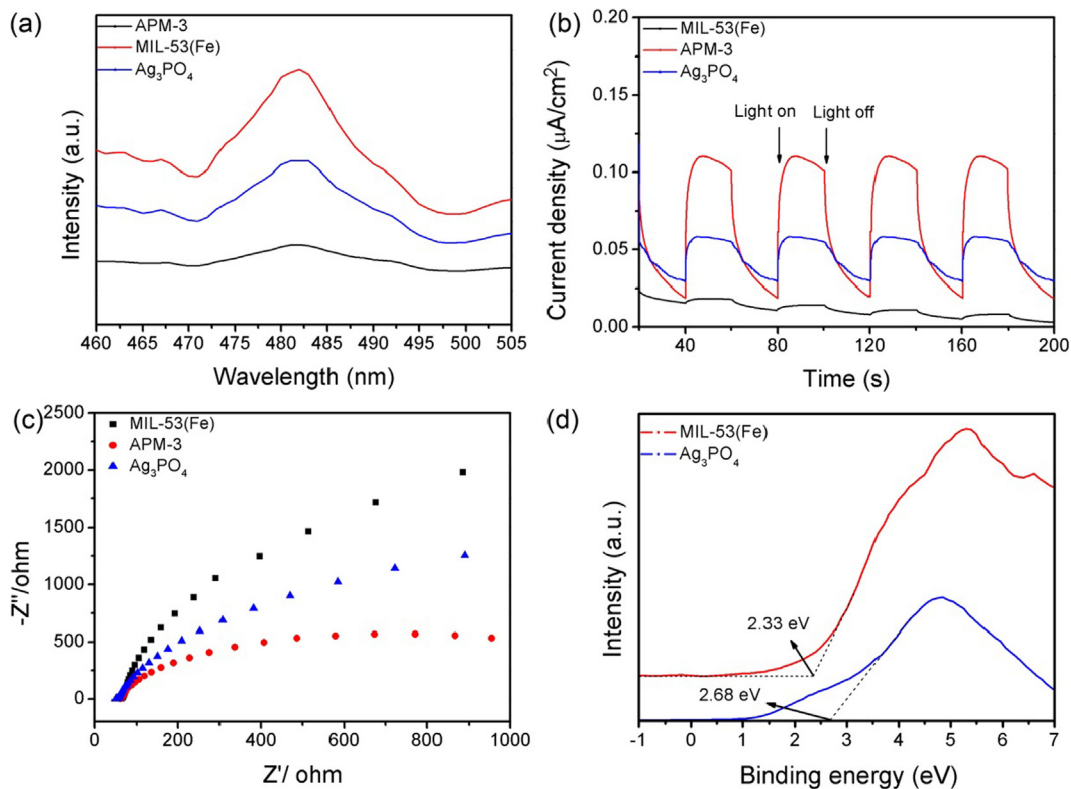 (a)
APM-3
MIL-53(Fe)
Ag₃PO₄
Intensity (a.u.)
460 465 470 475 480 485 490 495 500 505
Wavelength (nm)
(b)
MIL-53(Fe)
APM-3
Ag₃PO₄
Light on
Light off
Current density (µA/cm²)
0.20
0.15
0.10
0.05
0.00
40 80 120 160 200
Time (s)
(c)
MIL-53(Fe)
APM-3
Ag₃PO₄
-Z''/ohm
2500
2000
1500
1000
500
0
0 200 400 600 800 1000
Z'/ ohm
(d)
MIL-53(Fe)
Ag₃PO₄
Intensity (a.u.)
2.33 eV
2.68 eV
-1 0 1 2 3 4 5 6 7
Binding energy (eV)